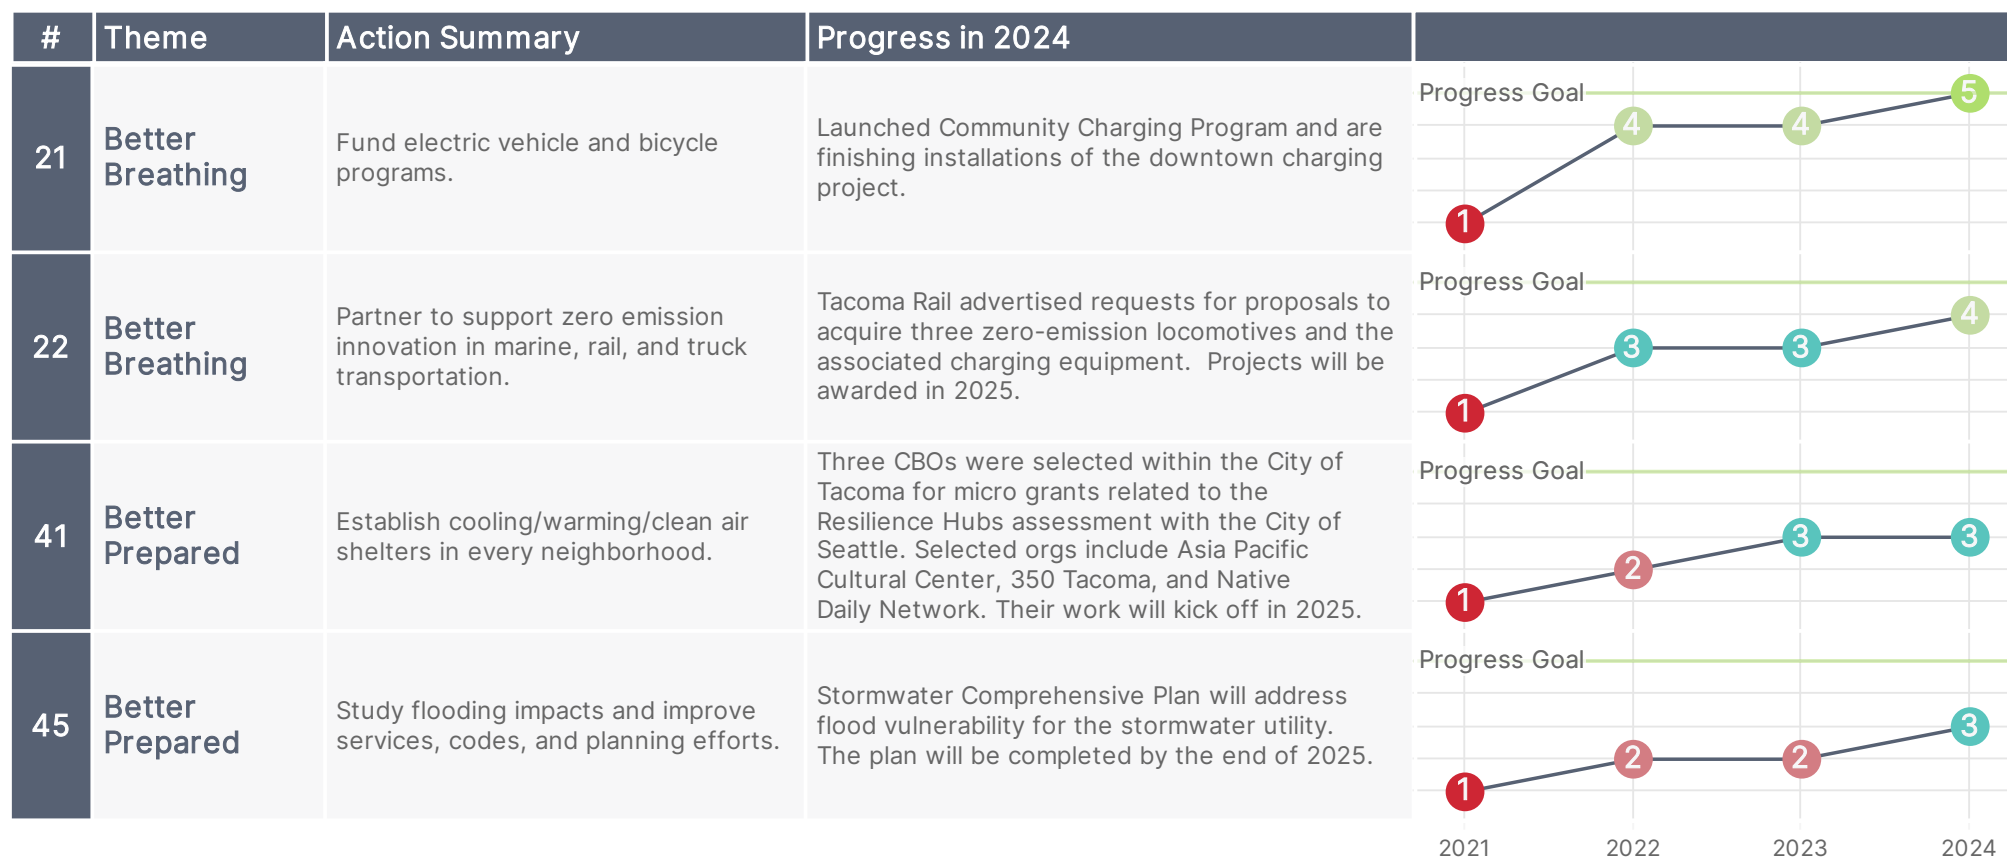 # Theme Action Summary Progress in 2024
21
Better
Breathing
Fund electric vehicle and bicycle
programs.
Launched Community Charging Program and are
finishing installations of the downtown charging
project.
Progress Goal
1 4 4 5
22
Better
Breathing
Partner to support zero emission
innovation in marine, rail, and truck
transportation.
Tacoma Rail advertised requests for proposals to
acquire three zero-emission locomotives and the
associated charging equipment.  Projects will be
awarded in 2025.
Progress Goal
1 3 3 4
41
Better
Prepared
Establish cooling/warming/clean air
shelters in every neighborhood.
Three CBOs were selected within the City of
Tacoma for micro grants related to the
Resilience Hubs assessment with the City of
Seattle. Selected orgs include Asia Pacific
Cultural Center, 350 Tacoma, and Native
Daily Network. Their work will kick off in 2025.
Progress Goal
1 2 3 3
45
Better
Prepared
Study flooding impacts and improve
services, codes, and planning efforts.
Stormwater Comprehensive Plan will address
flood vulnerability for the stormwater utility.
The plan will be completed by the end of 2025.
Progress Goal
1 2 2 3
2021 2022 2023 2024